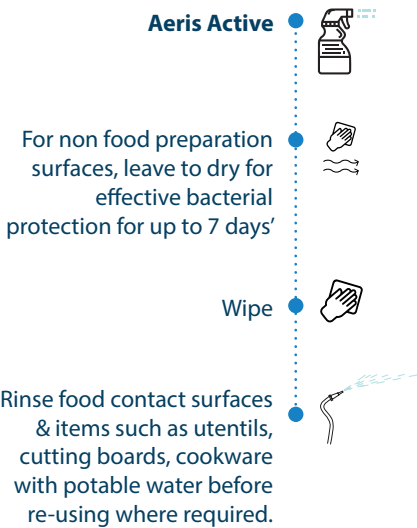 Aeris Active
For non food preparation
surfaces, leave to dry for
effective bacterial
protection for up to 7 days’
Wipe
Rinse food contact surfaces
& items such as utentils,
cutting boards, cookware
with potable water before
re-using where required.